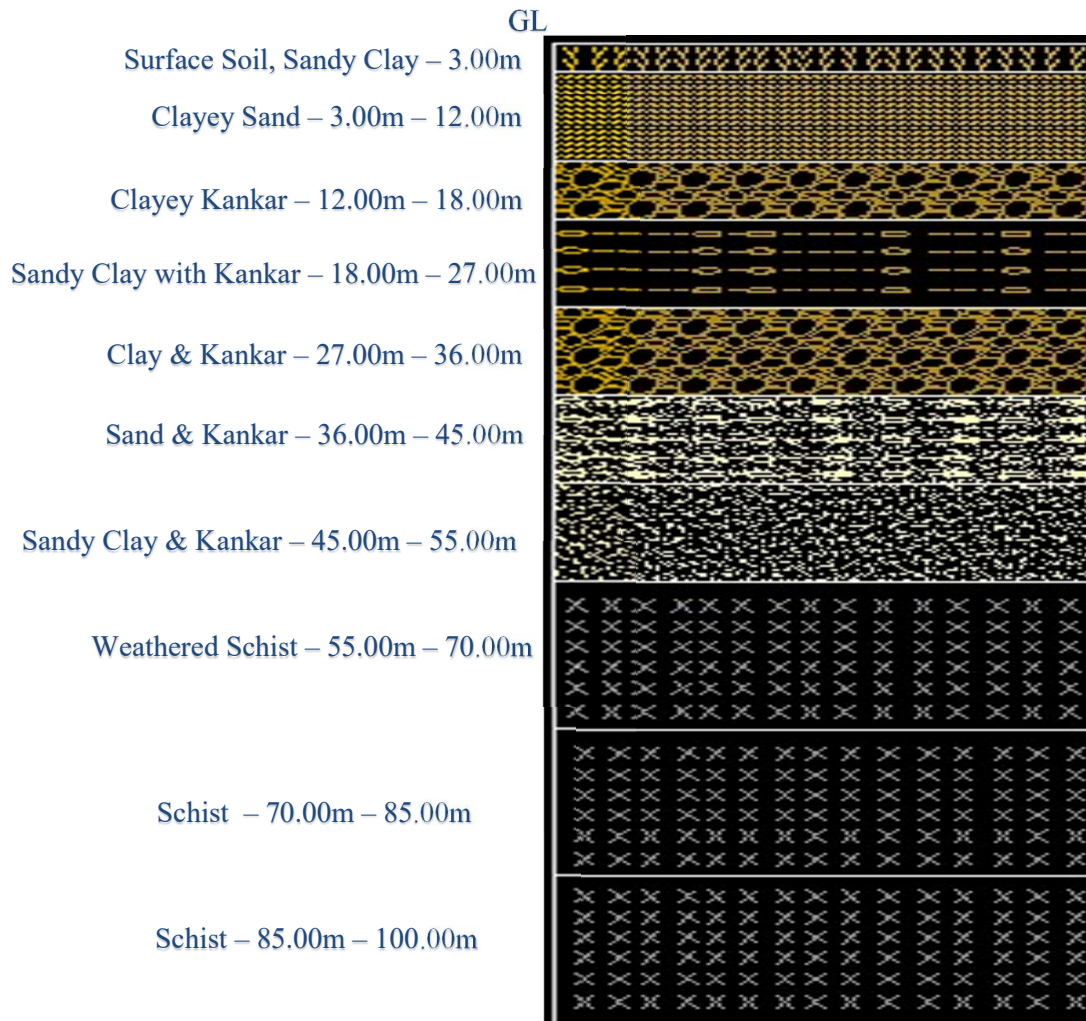 GL
Surface Soil, Sandy Clay – 3.00m
Clayey Sand – 3.00m – 12.00m
Clayey Kankar – 12.00m – 18.00m
Sandy Clay with Kankar – 18.00m – 27.00m
Clay & Kankar – 27.00m – 36.00m
Sand & Kankar – 36.00m – 45.00m
Sandy Clay & Kankar – 45.00m – 55.00m
Weathered Schist – 55.00m – 70.00m
Schist – 70.00m – 85.00m
Schist – 85.00m – 100.00m